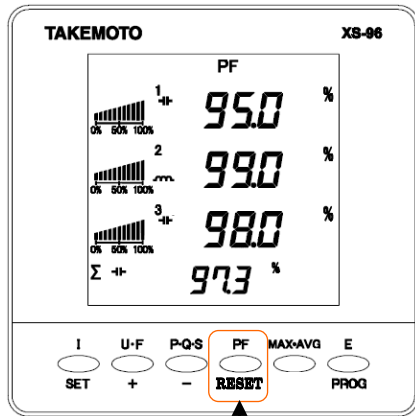 TAKEMOTO XS-96
PF
1 95.0 %
0% 50% 100%
2 99.0 %
0% 50% 100%
3 98.0 %
0% 50% 100%
Σ 97.3 %
I U·F P·Q·S PF MAX·AVG E
SET + − RESET PROG